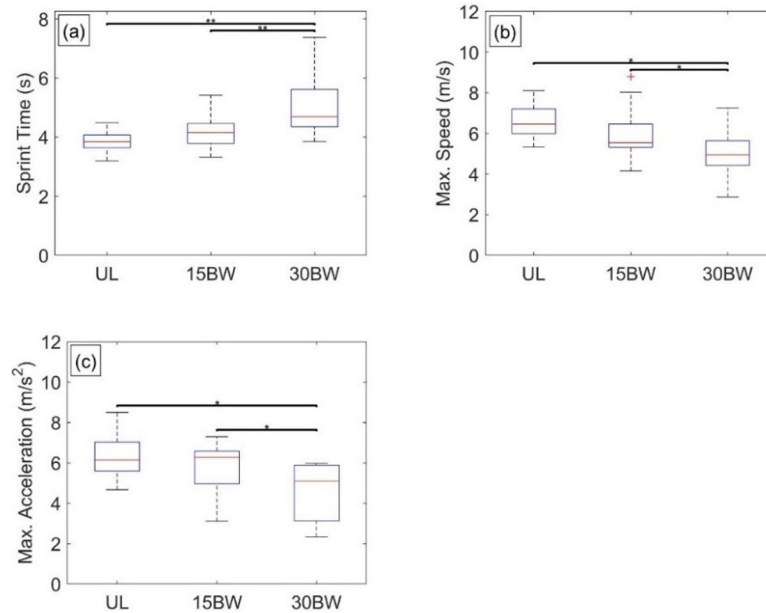 (a)
Sprint Time (s)
8
6
4
2
0
**
**
UL 15BW 30BW
(b)
Max. Speed (m/s)
12
10
8
6
4
2
0
*
*
UL 15BW 30BW
(c)
Max. Acceleration (m/s²)
12
10
8
6
4
2
0
*
*
UL 15BW 30BW